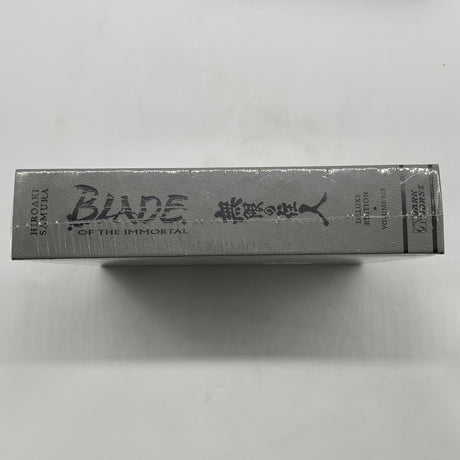 HIROAKI
SAMURA
BLADE
OF THE IMMORTAL
無限の住人
DELUXE
EDITION
VOLUME SIX
DARK
HORSE